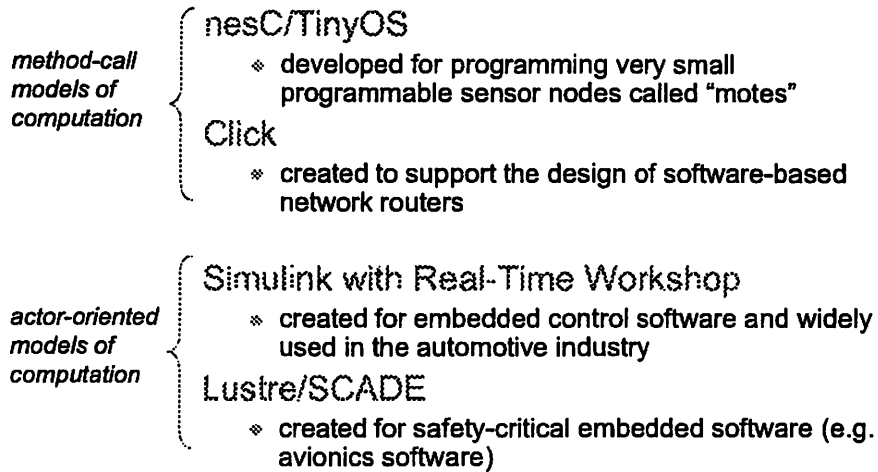 nesC/TinyOS
method-call
models of
computation
※ developed for programming very small
programmable sensor nodes called "motes"
Click
※ created to support the design of software-based
network routers
Simulink with Real-Time Workshop
actor-oriented
models of
computation
※ created for embedded control software and widely
used in the automotive industry
Lustre/SCADE
※ created for safety-critical embedded software (e.g.
avionics software)